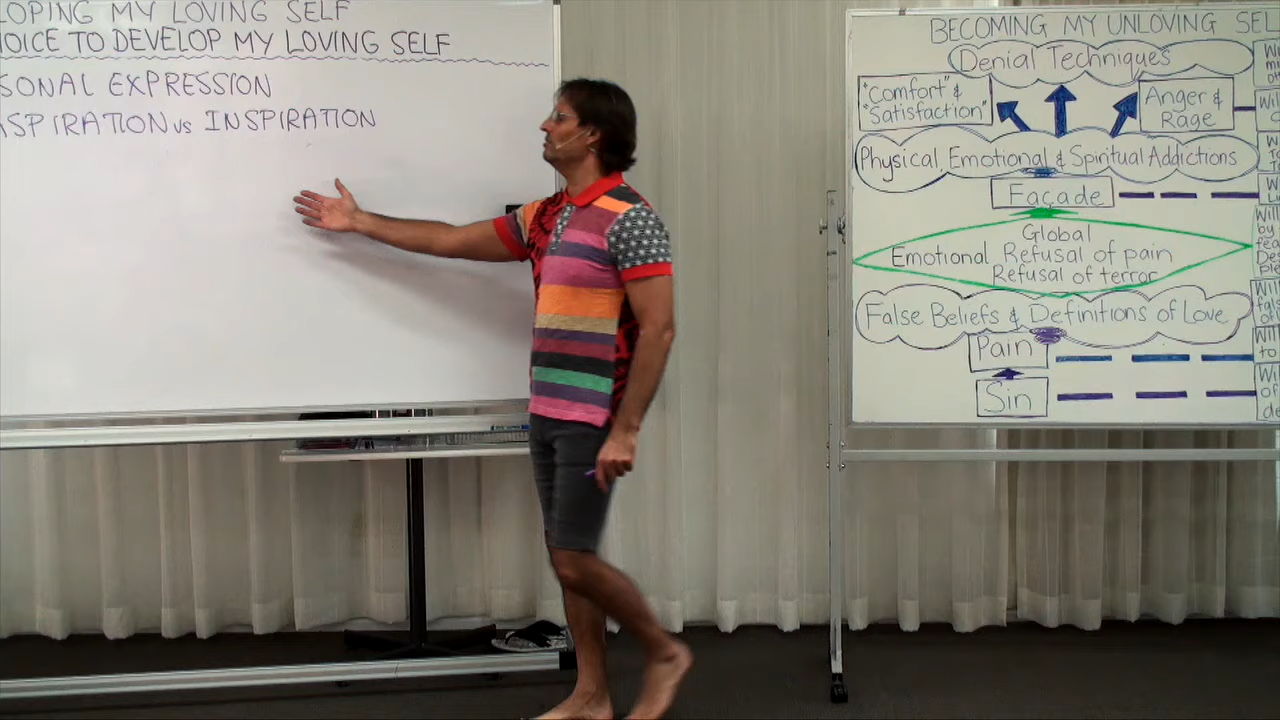 LOPING MY LOVING SELF
OICE TO DEVELOP MY LOVING SELF
SONAL EXPRESSION
ASPIRATION vs INSPIRATION
BECOMING MY UNLOVING SEL
Denial Techniques
"Comfort" &
"Satisfaction"
Anger &
Rage
Physical, Emotional & Spiritual Addictions
Façade
Global
Emotional Refusal of pain
Refusal of terror
False Beliefs & Definitions of Love
Pain
Sin